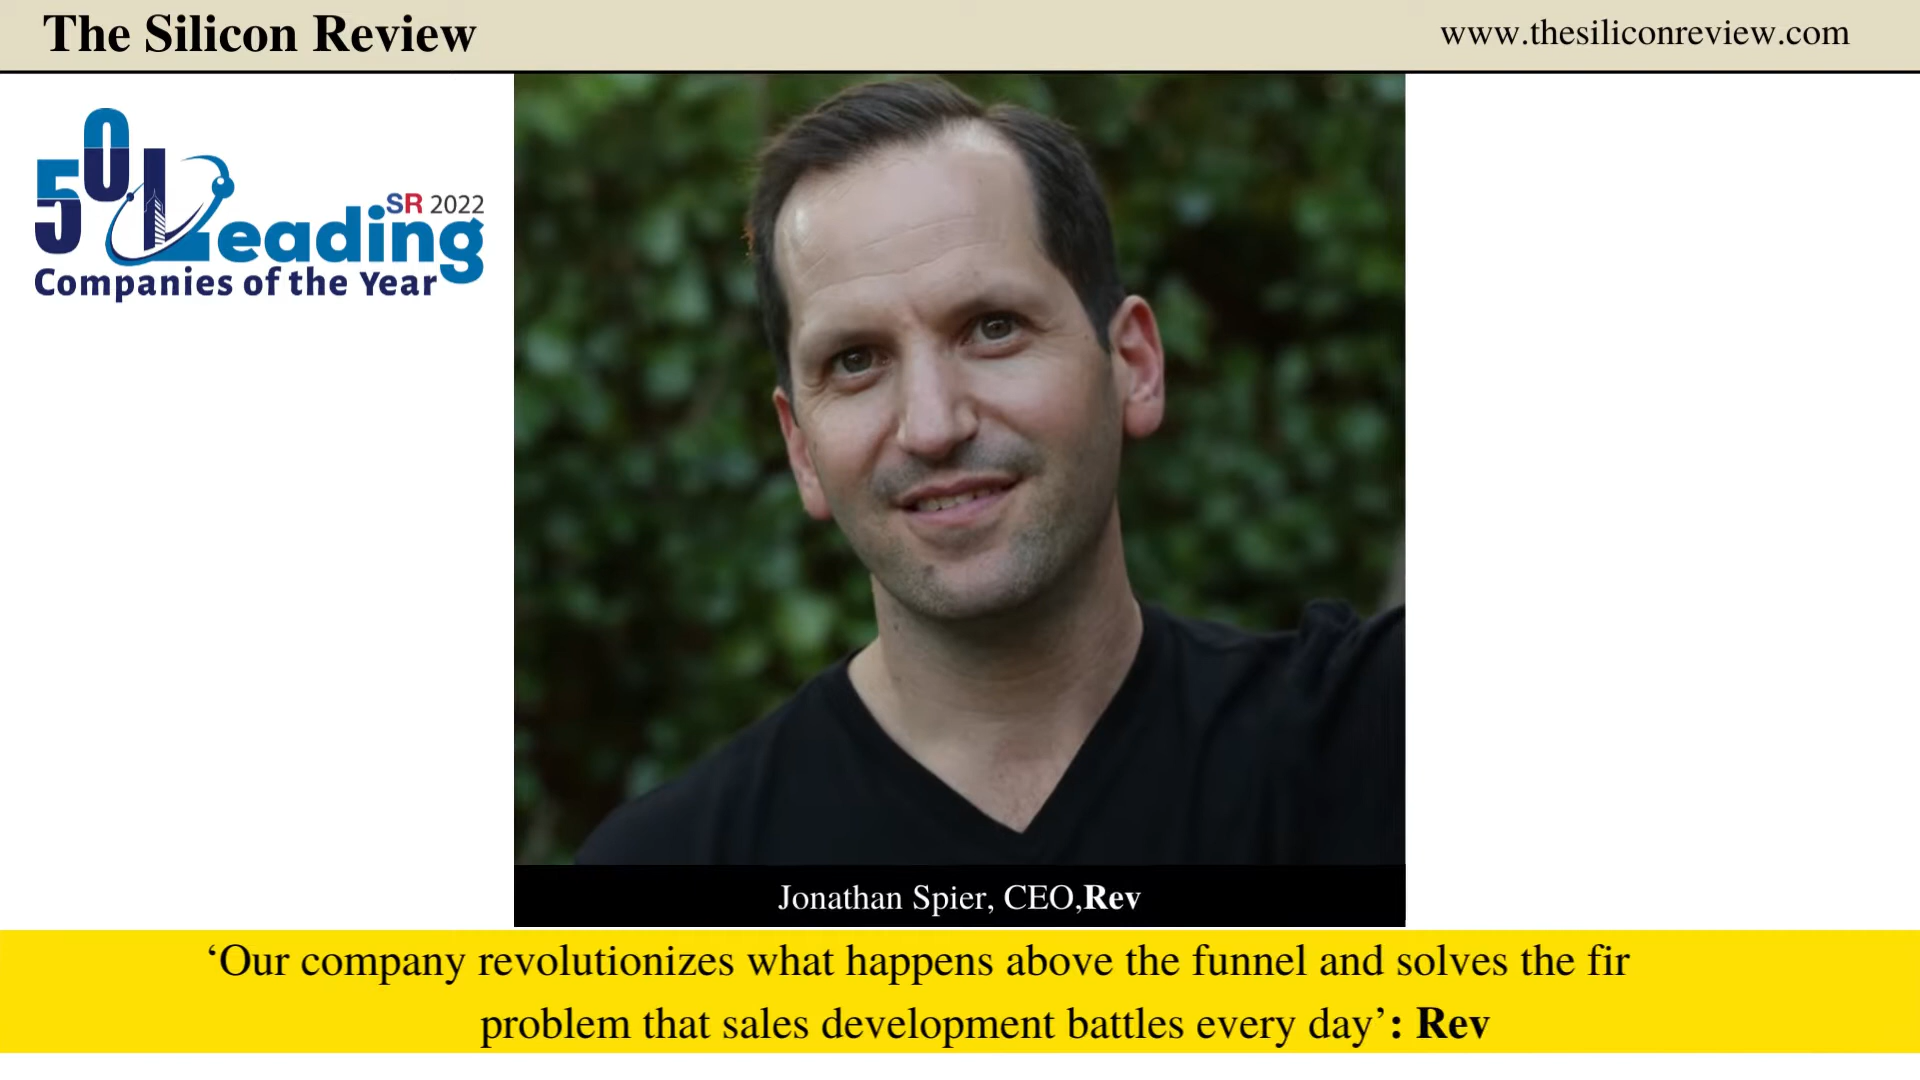 The Silicon Review
www.thesiliconreview.com
50 Leading
SR 2022
Companies of the Year
Jonathan Spier, CEO,Rev
‘Our company revolutionizes what happens above the funnel and solves the fir
problem that sales development battles every day’: Rev